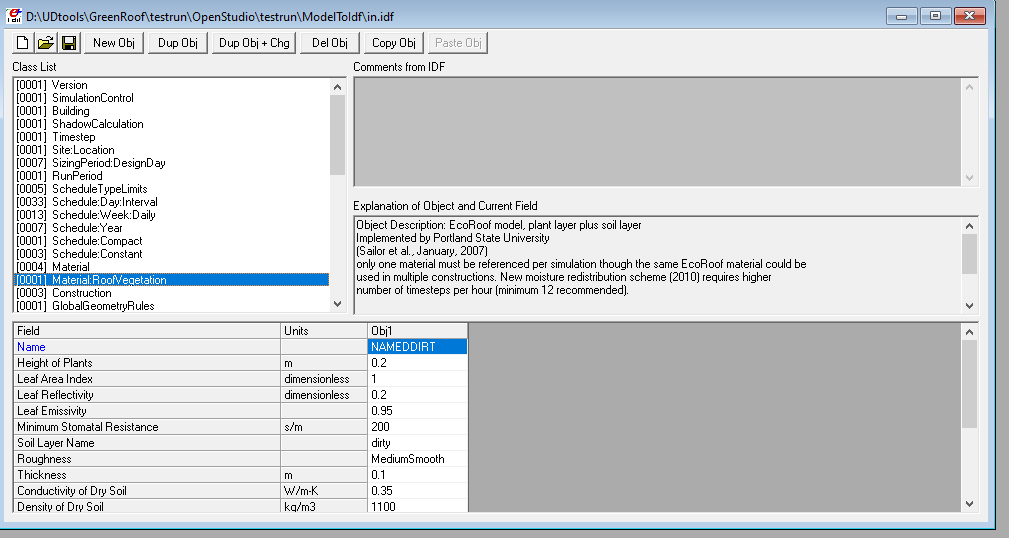 D:\UDtools\GreenRoof\testrun\OpenStudio\testrun\ModelToIdf\in.idf
New Obj Dup Obj Dup Obj + Chg Del Obj Copy Obj Paste Obj
Class List
[0001] Version
[0001] SimulationControl
[0001] Building
[0001] ShadowCalculation
[0001] Timestep
[0001] Site:Location
[0007] SizingPeriod:DesignDay
[0001] RunPeriod
[0005] ScheduleTypeLimits
[0033] Schedule:Day:Interval
[0013] Schedule:Week:Daily
[0007] Schedule:Year
[0001] Schedule:Compact
[0003] Schedule:Constant
[0004] Material
[0001] Material:RoofVegetation
[0003] Construction
[0001] GlobalGeometryRules
Comments from IDF
Explanation of Object and Current Field
Object Description: EcoRoof model, plant layer plus soil layer
Implemented by Portland State University
(Sailor et al., January, 2007)
only one material must be referenced per simulation though the same EcoRoof material could be
used in multiple constructions. New moisture redistribution scheme (2010) requires higher
number of timesteps per hour (minimum 12 recommended).
Field Units Obj1
Name NAMEDDIRT
Height of Plants m 0.2
Leaf Area Index dimensionless 1
Leaf Reflectivity dimensionless 0.2
Leaf Emissivity 0.95
Minimum Stomatal Resistance s/m 200
Soil Layer Name dirty
Roughness MediumSmooth
Thickness m 0.1
Conductivity of Dry Soil W/m-K 0.35
Density of Dry Soil kg/m3 1100